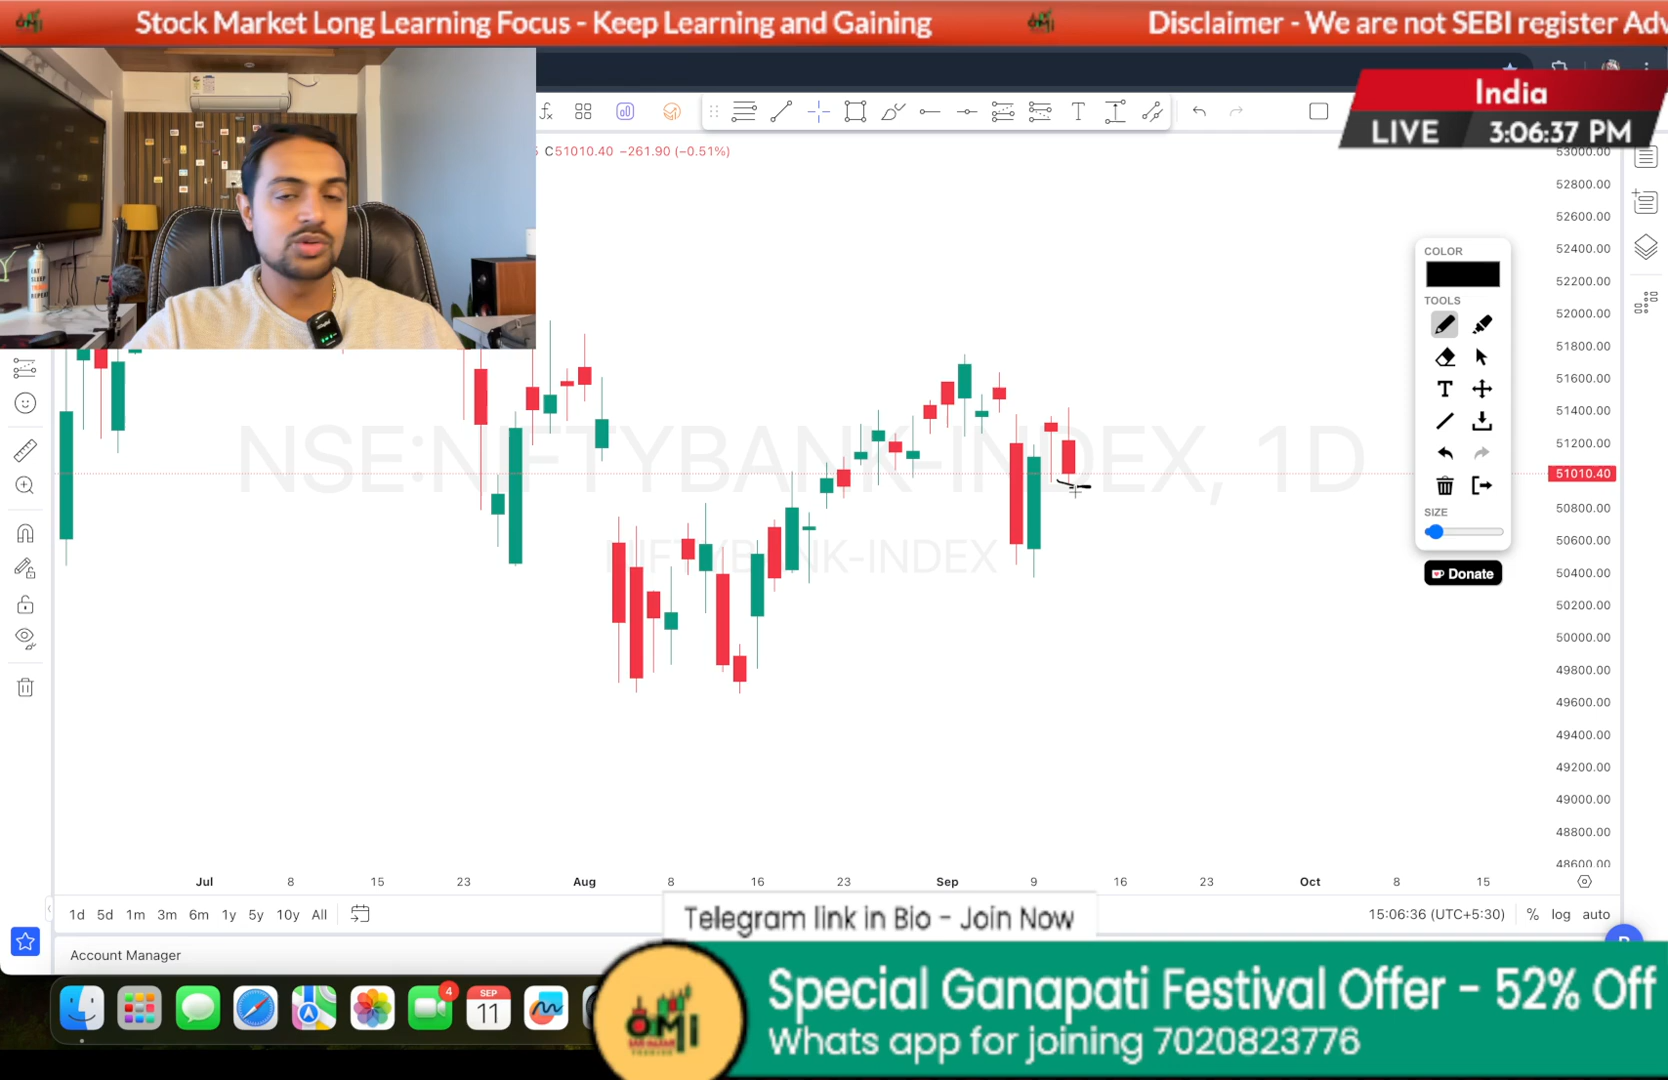 Stock Market Long Learning Focus - Keep Learning and Gaining
Disclaimer - We are not SEBI register Adv
India
LIVE 3:06:37 PM
C51010.40 −261.90 (−0.51%)
53000.00
52800.00
52600.00
52400.00
52200.00
52000.00
51800.00
51600.00
51400.00
51200.00
51010.40
50800.00
50600.00
50400.00
50200.00
50000.00
49800.00
49600.00
49400.00
49200.00
49000.00
48800.00
48600.00
COLOR
TOOLS
T
SIZE
Donate
EAT
SLEEP
REPEAT
NSE:NIFTYBANK-INDEX, 1D
NIFTYBANK-INDEX
Jul 8 15 23 Aug 8 16 23 Sep 9 16 23 Oct 8 15
1d 5d 1m 3m 6m 1y 5y 10y All
15:06:36 (UTC+5:30) % log auto
Account Manager
Telegram link in Bio - Join Now
4
SEP
11
OMI
Special Ganapati Festival Offer - 52% Off
Whats app for joining 7020823776